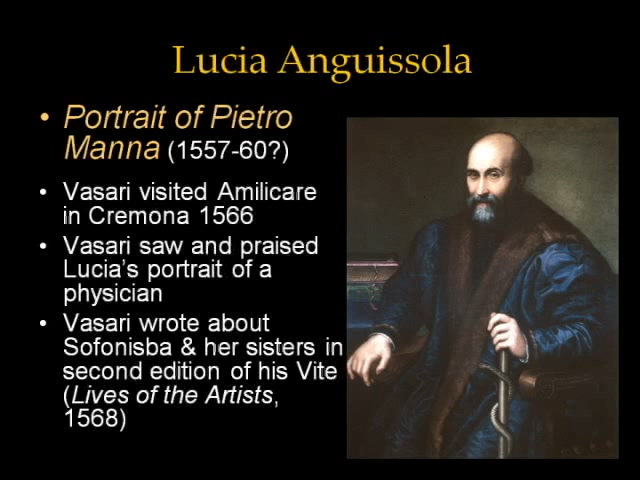 Lucia Anguissola
• Portrait of Pietro
Manna (1557-60?)
• Vasari visited Amilicare
in Cremona 1566
• Vasari saw and praised
Lucia's portrait of a
physician
• Vasari wrote about
Sofonisba & her sisters in
second edition of his Vite
(Lives of the Artists,
1568)